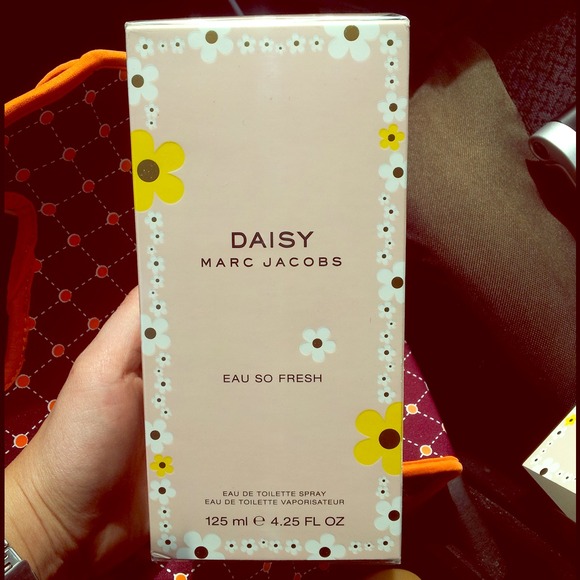 DAISY
MARC JACOBS
EAU SO FRESH
EAU DE TOILETTE SPRAY
EAU DE TOILETTE VAPORISATEUR
125 ml ℮ 4.25 FL OZ